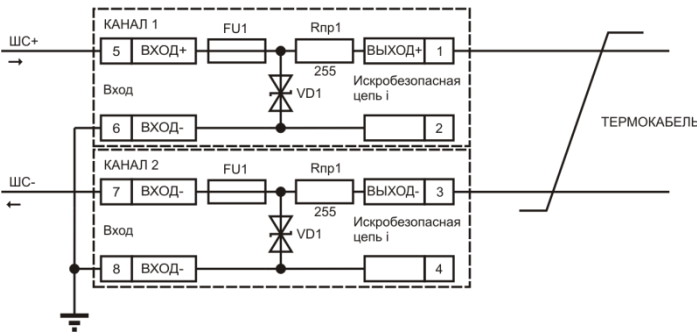 КАНАЛ 1
FU1
Rпр1
ШС+
5 ВХОД+
ВЫХОД+ 1
255
Вход
VD1
Искробезопасная
цепь i
6 ВХОД-
2
ТЕРМОКАБЕЛЬ
КАНАЛ 2
FU1
Rпр1
ШС-
7 ВХОД-
ВЫХОД- 3
255
Вход
VD1
Искробезопасная
цепь i
8 ВХОД-
4